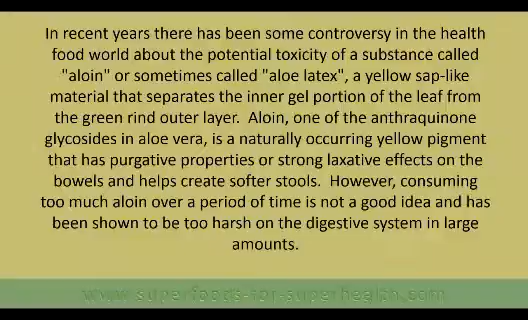 In recent years there has been some controversy in the health
food world about the potential toxicity of a substance called
"aloin" or sometimes called "aloe latex", a yellow sap-like
material that separates the inner gel portion of the leaf from
the green rind outer layer.  Aloin, one of the anthraquinone
glycosides in aloe vera, is a naturally occurring yellow pigment
that has purgative properties or strong laxative effects on the
bowels and helps create softer stools.  However, consuming
too much aloin over a period of time is not a good idea and has
been shown to be too harsh on the digestive system in large
amounts.
www.superfoods-for-superhealth.com